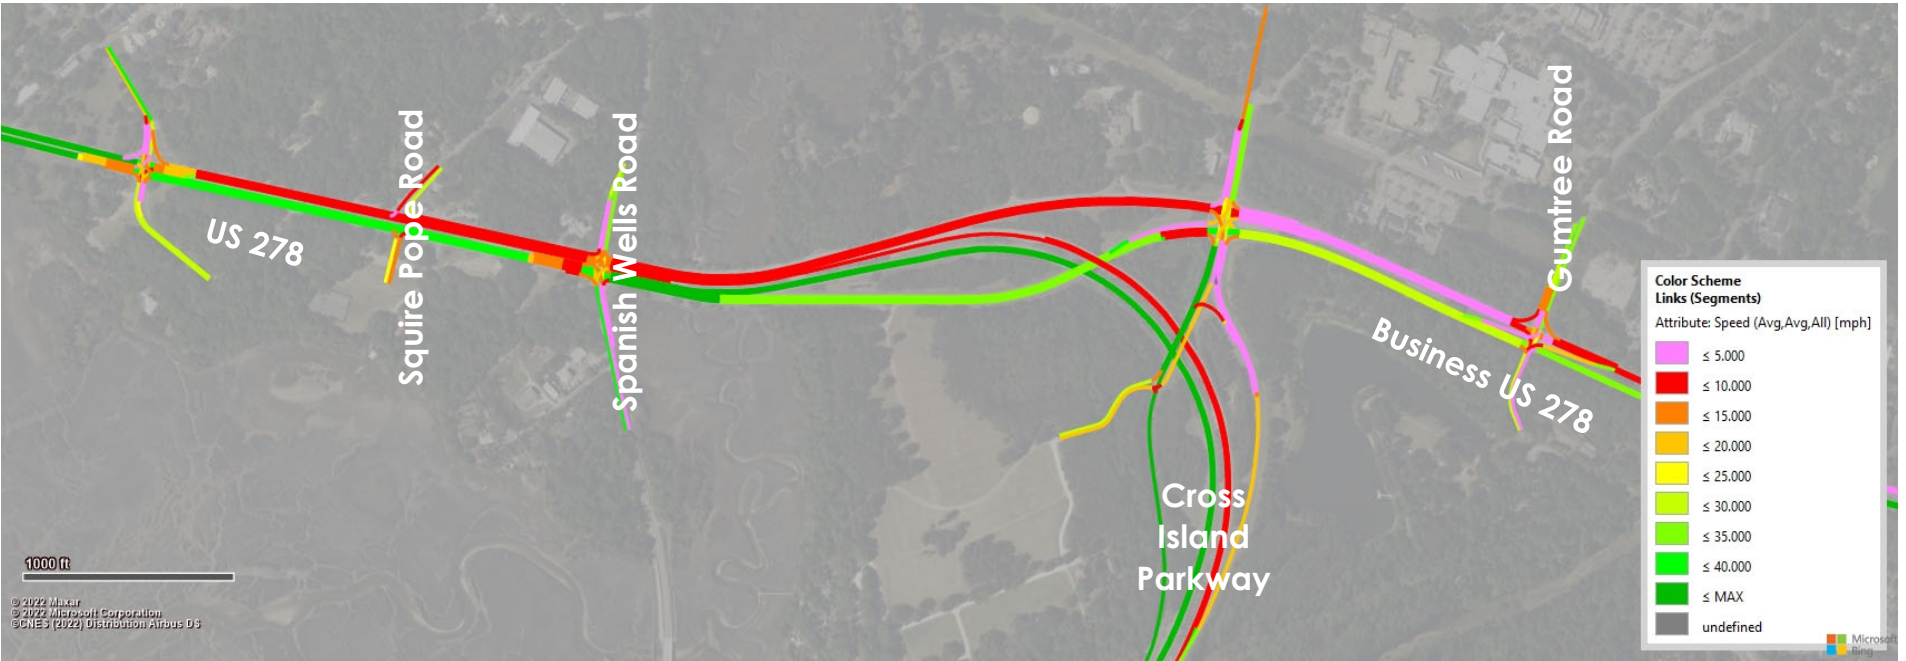 US 278
Squire Pope Road
Spanish Wells Road
Cross
Island
Parkway
Business US 278
Gumtree Road
Color Scheme
Links (Segments)
Attribute: Speed (Avg,Avg,All) [mph]
≤ 5.000
≤ 10.000
≤ 15.000
≤ 20.000
≤ 25.000
≤ 30.000
≤ 35.000
≤ 40.000
≤ MAX
undefined
1000 ft
© 2022 Maxar
© 2022 Microsoft Corporation
©CNES (2022) Distribution Airbus DS
Microsoft
Bing